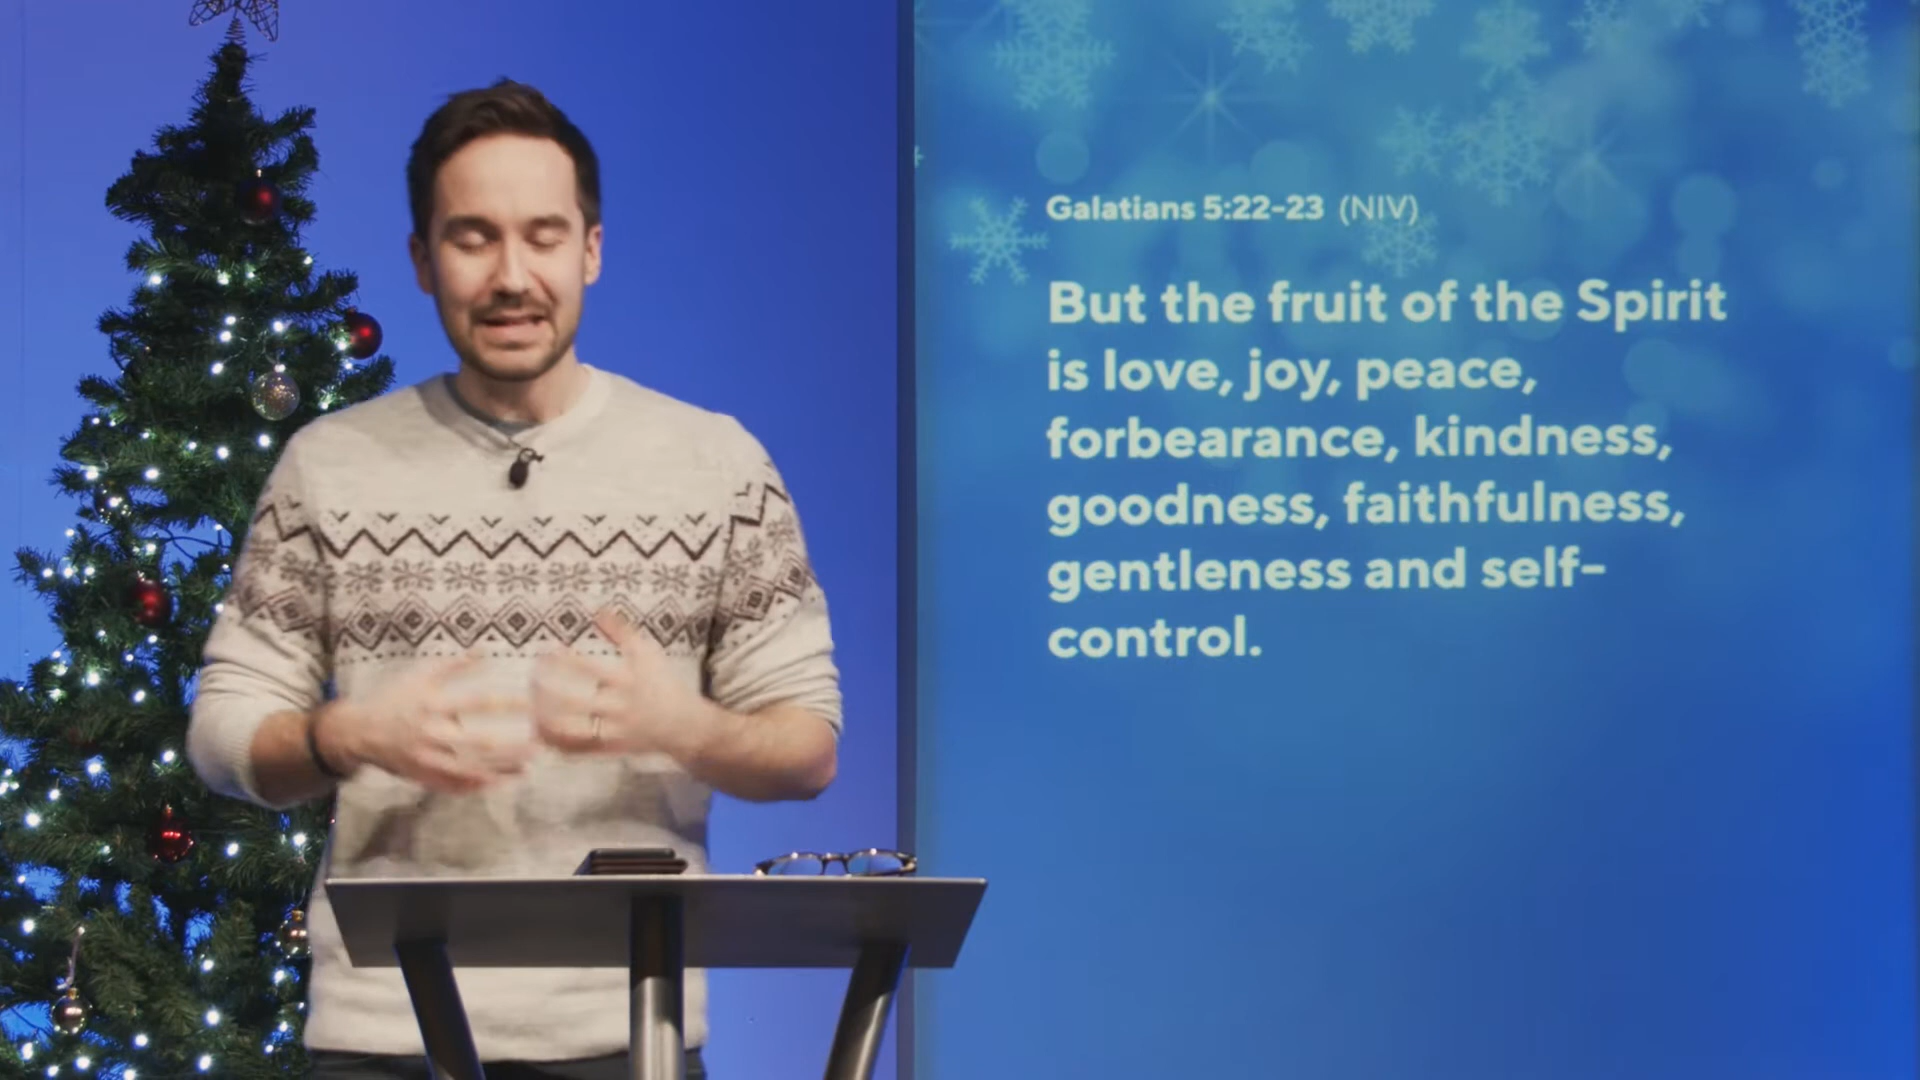 Galatians 5:22-23 (NIV)
But the fruit of the Spirit
is love, joy, peace,
forbearance, kindness,
goodness, faithfulness,
gentleness and self-
control.